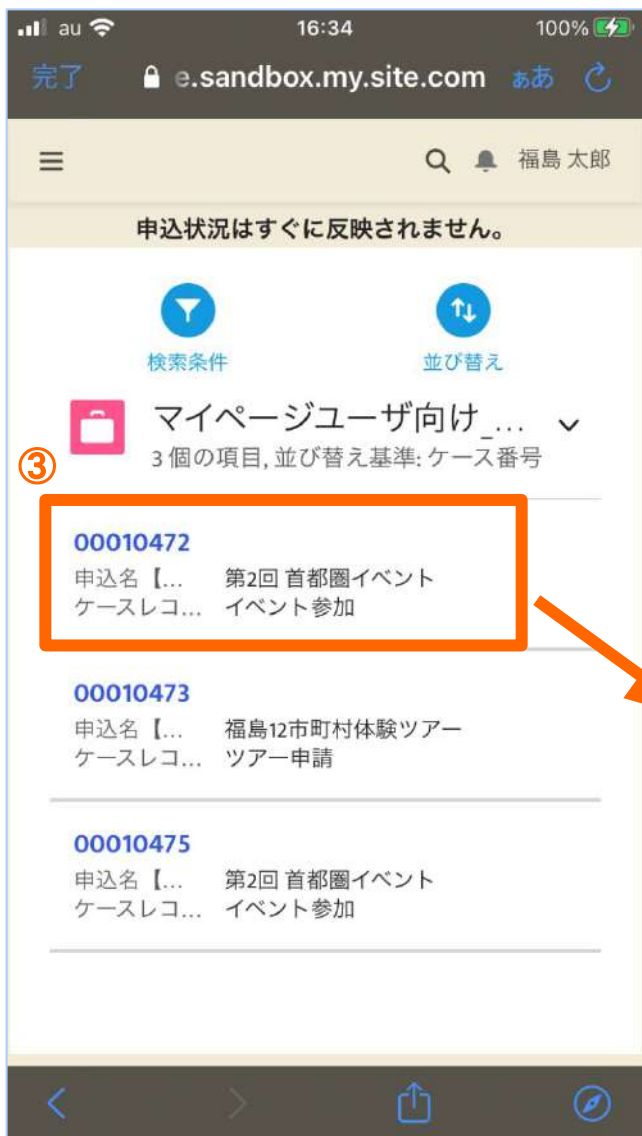 au 16:34 100%
完了 e.sandbox.my.site.com ぁあ
福島 太郎
申込状況はすぐに反映されません。
検索条件 並び替え
マイページユーザ向け_...
3 個の項目, 並び替え基準: ケース番号
③
00010472
申込名【... 第2回 首都圏イベント
ケースレコ... イベント参加
00010473
申込名【... 福島12市町村体験ツアー
ケースレコ... ツアー申請
00010475
申込名【... 第2回 首都圏イベント
ケースレコ... イベント参加